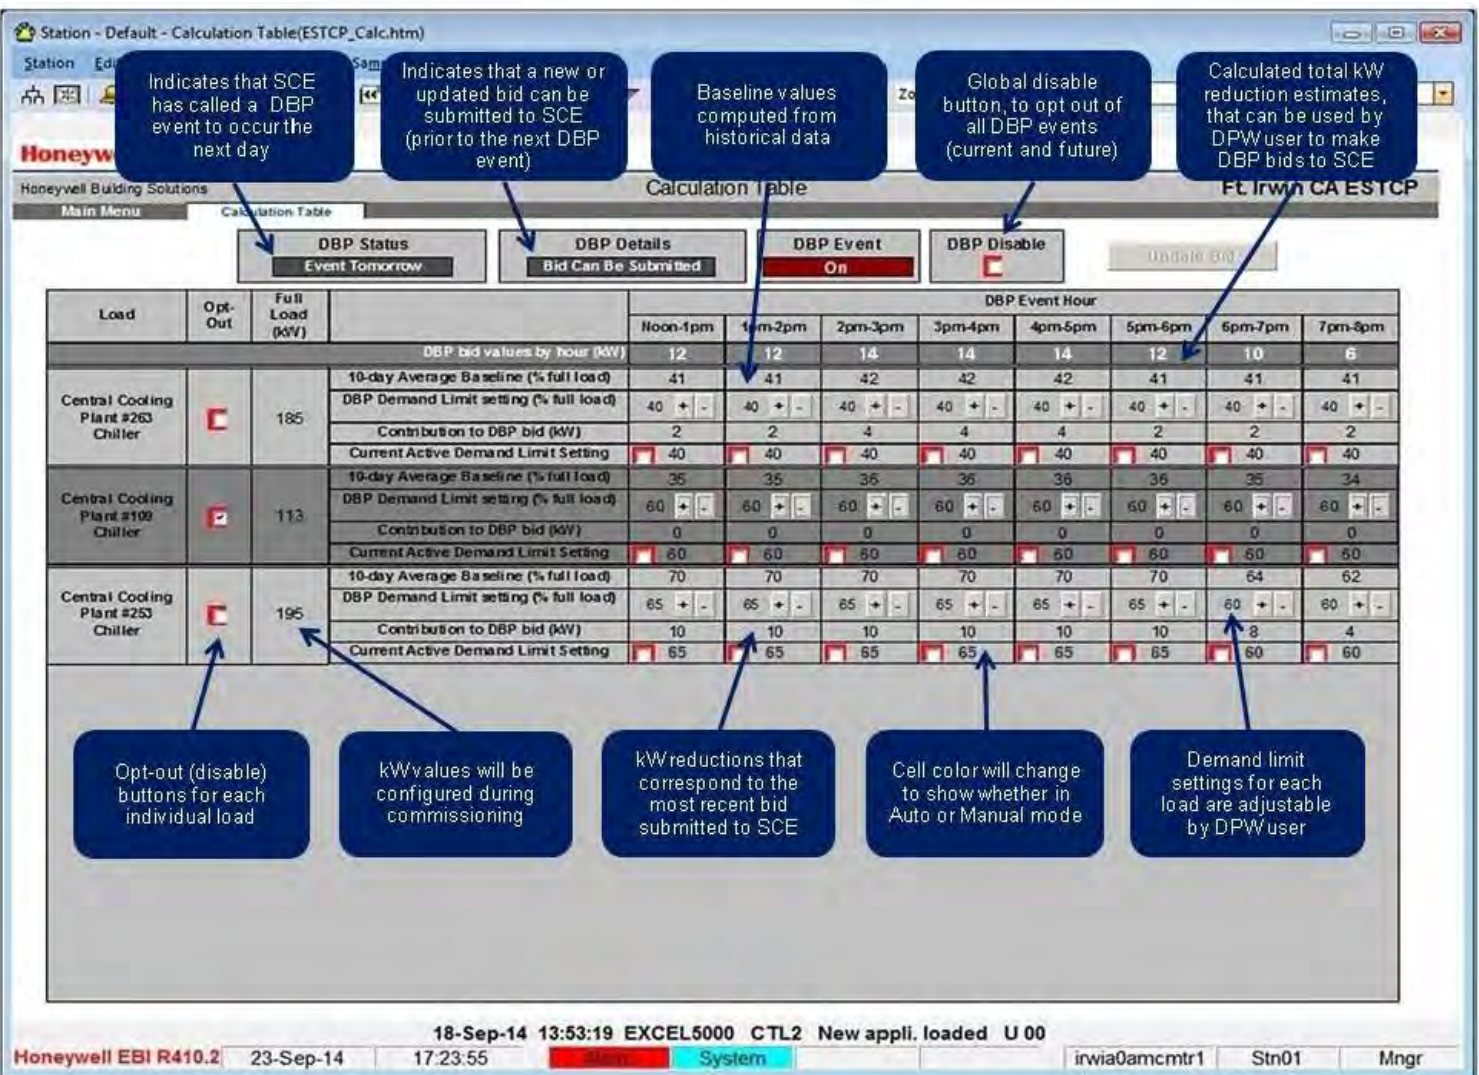 Station - Default - Calculation Table(ESTCP_Calc.htm)
Station
Indicates that SCE
has called a DBP
event to occur the
next day
Indicates that a new or
updated bid can be
submitted to SCE
(prior to the next DBP
event)
Baseline values
computed from
historical data
Global disable
button, to opt out of
all DBP events
(current and future)
Calculated total kW
reduction estimates,
that can be used by
DPW user to make
DBP bids to SCE
Honeyw
Honeywell Building Solutions
Calculation Table
Ft. Irwin CA ESTCP
Main Menu Calculation Table
DBP Status DBP Details DBP Event DBP Disable
Event Tomorrow Bid Can Be Submitted On Update Bid
Load Opt-Out Full Load (kW) DBP Event Hour
Noon-1pm 1pm-2pm 2pm-3pm 3pm-4pm 4pm-5pm 5pm-6pm 6pm-7pm 7pm-8pm
DBP bid values by hour (kW) 12 12 14 14 14 12 10 6
Central Cooling Plant #263 Chiller 185
10-day Average Baseline (% full load) 41 41 42 42 42 41 41 41
DBP Demand Limit setting (% full load) 40 + - 40 + - 40 + - 40 + - 40 + - 40 + - 40 + - 40 + -
Contribution to DBP bid (kW) 2 2 4 4 4 2 2 2
Current Active Demand Limit Setting 40 40 40 40 40 40 40 40
Central Cooling Plant #109 Chiller 113
10-day Average Baseline (% full load) 35 35 36 36 36 36 35 34
DBP Demand Limit setting (% full load) 60 + - 60 + - 60 + - 60 + - 60 + - 60 + - 60 + - 60 + -
Contribution to DBP bid (kW) 0 0 0 0 0 0 0 0
Current Active Demand Limit Setting 60 60 60 60 60 60 60 60
Central Cooling Plant #253 Chiller 195
10-day Average Baseline (% full load) 70 70 70 70 70 70 64 62
DBP Demand Limit setting (% full load) 65 + - 65 + - 65 + - 65 + - 65 + - 65 + - 60 + - 60 + -
Contribution to DBP bid (kW) 10 10 10 10 10 10 8 4
Current Active Demand Limit Setting 65 65 65 65 65 65 60 60
Opt-out (disable)
buttons for each
individual load
kW values will be
configured during
commissioning
kW reductions that
correspond to the
most recent bid
submitted to SCE
Cell color will change
to show whether in
Auto or Manual mode
Demand limit
settings for each
load are adjustable
by DPW user
18-Sep-14 13:53:19 EXCEL5000 CTL2 New appli. loaded U 00
Honeywell EBI R410.2 23-Sep-14 17:23:55 Alarm System irwia0amcmtr1 Stn01 Mngr